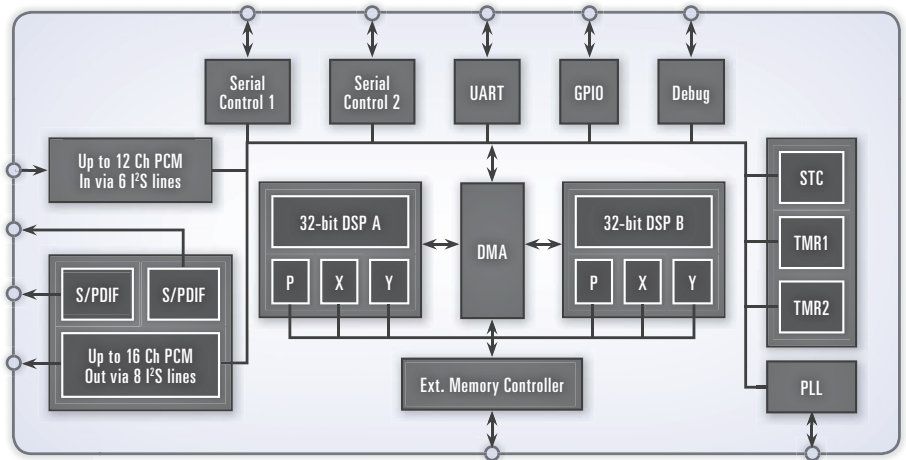 Serial
Control 1
Serial
Control 2
UART
GPIO
Debug
Up to 12 Ch PCM
In via 6 I²S lines
STC
TMR1
TMR2
32-bit DSP A
P
X
Y
DMA
32-bit DSP B
P
X
Y
S/PDIF
S/PDIF
Up to 16 Ch PCM
Out via 8 I²S lines
Ext. Memory Controller
PLL